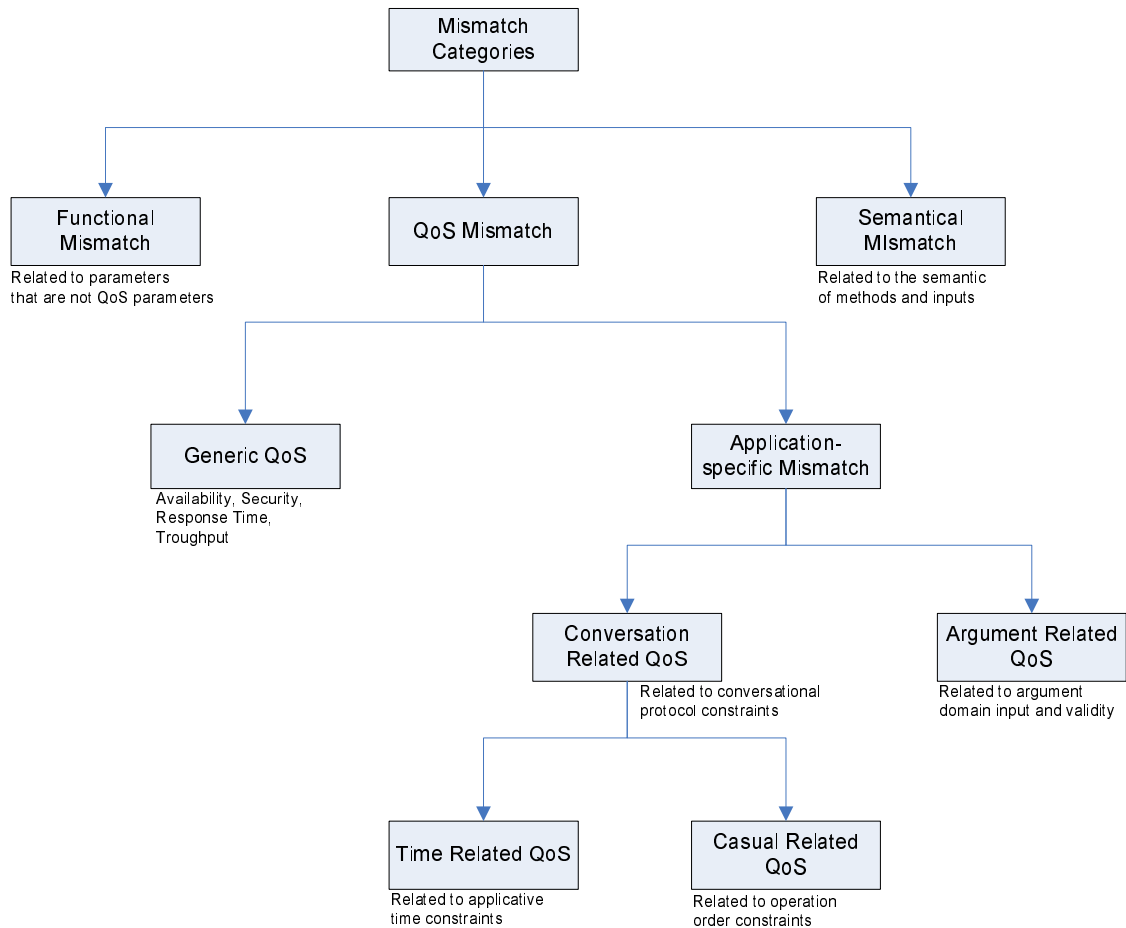 Mismatch
Categories
Functional
Mismatch
Related to parameters
that are not QoS parameters
QoS Mismatch
Semantical
MIsmatch
Related to the semantic
of methods and inputs
Generic QoS
Availability, Security,
Response Time,
Troughput
Application-
specific Mismatch
Conversation
Related QoS
Related to conversational
protocol constraints
Argument Related
QoS
Related to argument
domain input and validity
Time Related QoS
Related to applicative
time constraints
Casual Related
QoS
Related to operation
order constraints